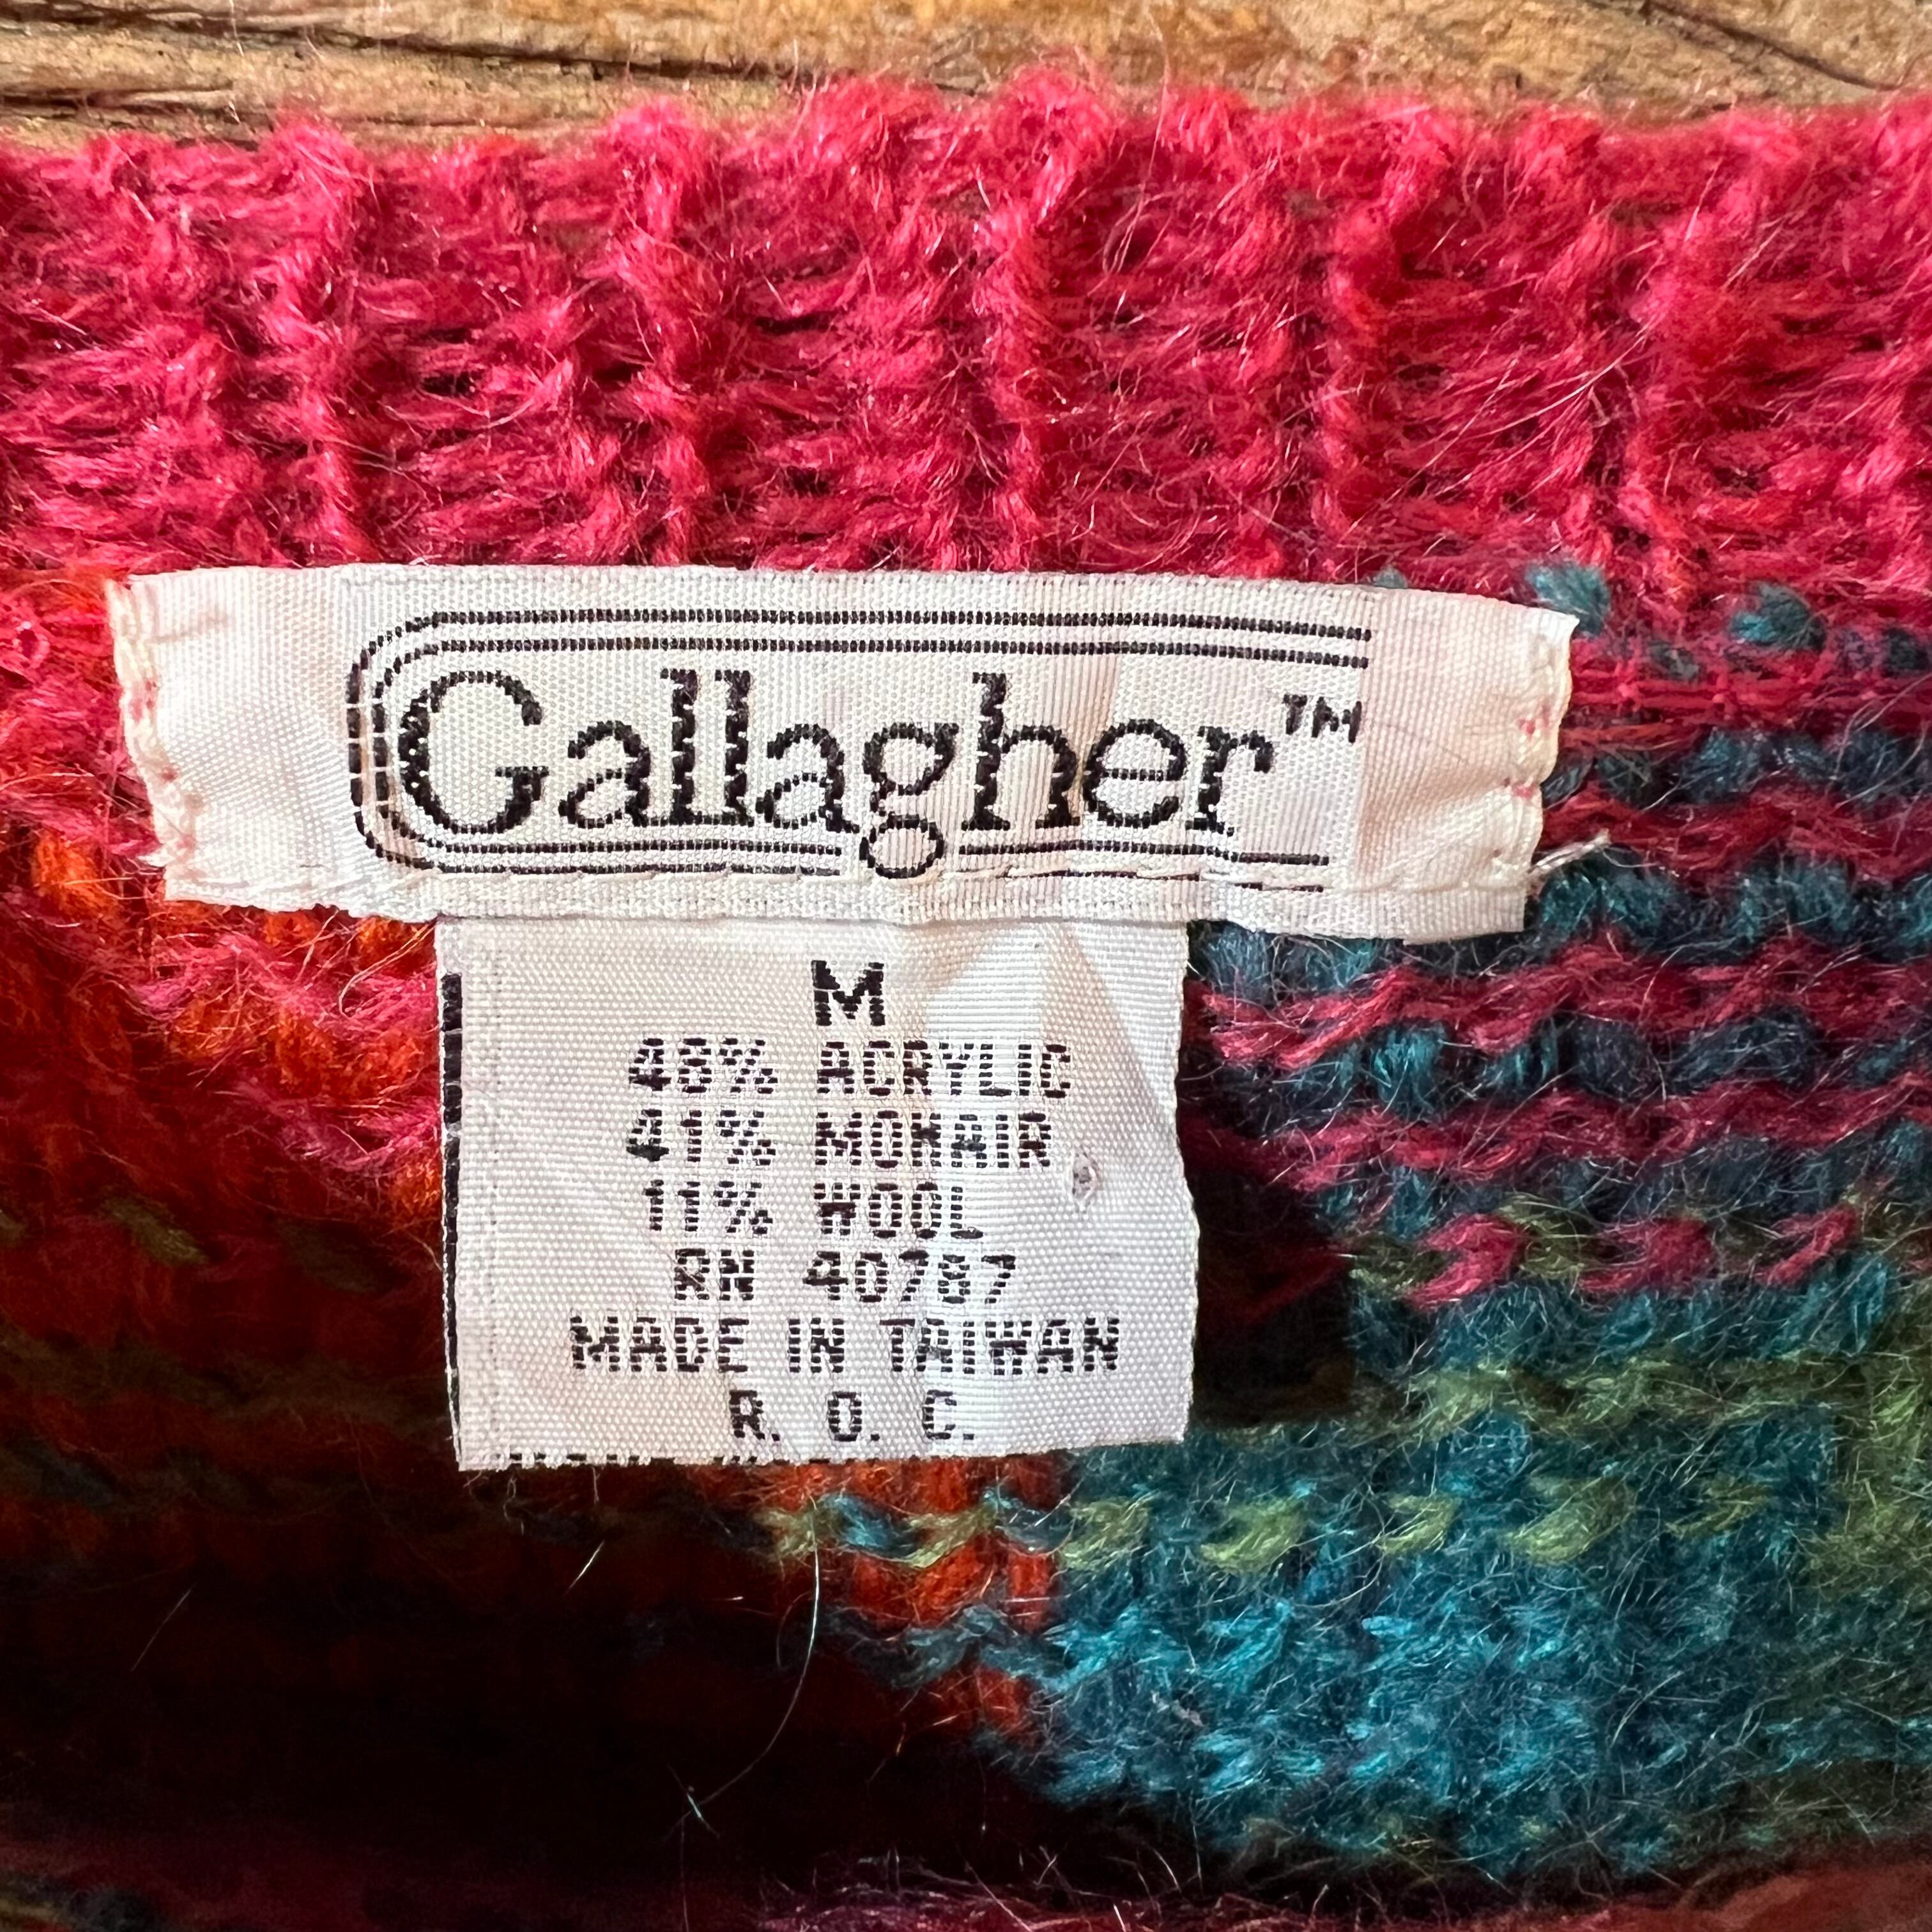 Gallagher™
M
48% ACRYLIC
41% MOHAIR
11% WOOL
RN 40787
MADE IN TAIWAN
R. O. C.